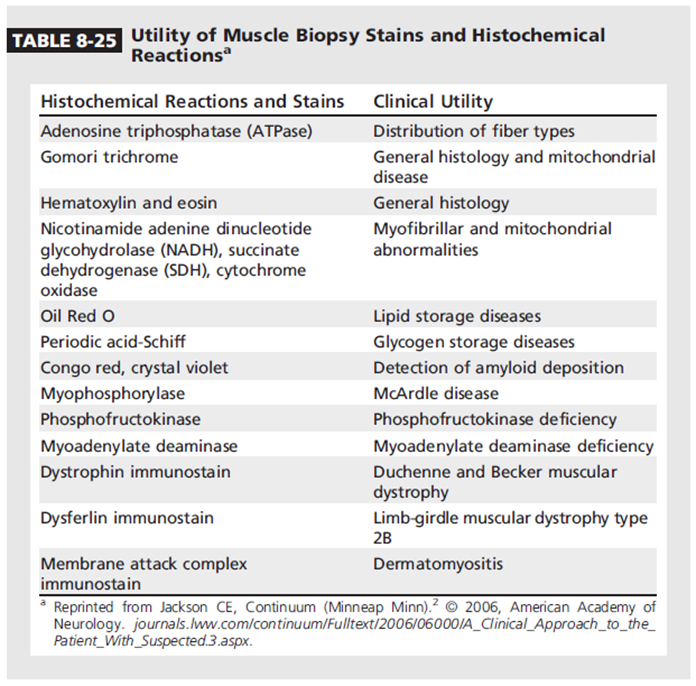 TABLE 8-25 Utility of Muscle Biopsy Stains and Histochemical
Reactionsa
Histochemical Reactions and Stains Clinical Utility
Adenosine triphosphatase (ATPase) Distribution of fiber types
Gomori trichrome General histology and mitochondrial
disease
Hematoxylin and eosin General histology
Nicotinamide adenine dinucleotide Myofibrillar and mitochondrial
glycohydrolase (NADH), succinate abnormalities
dehydrogenase (SDH), cytochrome
oxidase
Oil Red O Lipid storage diseases
Periodic acid-Schiff Glycogen storage diseases
Congo red, crystal violet Detection of amyloid deposition
Myophosphorylase McArdle disease
Phosphofructokinase Phosphofructokinase deficiency
Myoadenylate deaminase Myoadenylate deaminase deficiency
Dystrophin immunostain Duchenne and Becker muscular
dystrophy
Dysferlin immunostain Limb-girdle muscular dystrophy type
2B
Membrane attack complex Dermatomyositis
immunostain
a Reprinted from Jackson CE, Continuum (Minneap Minn).2 © 2006, American Academy of
Neurology. journals.lww.com/continuum/Fulltext/2006/06000/A_Clinical_Approach_to_the_
Patient_With_Suspected.3.aspx.